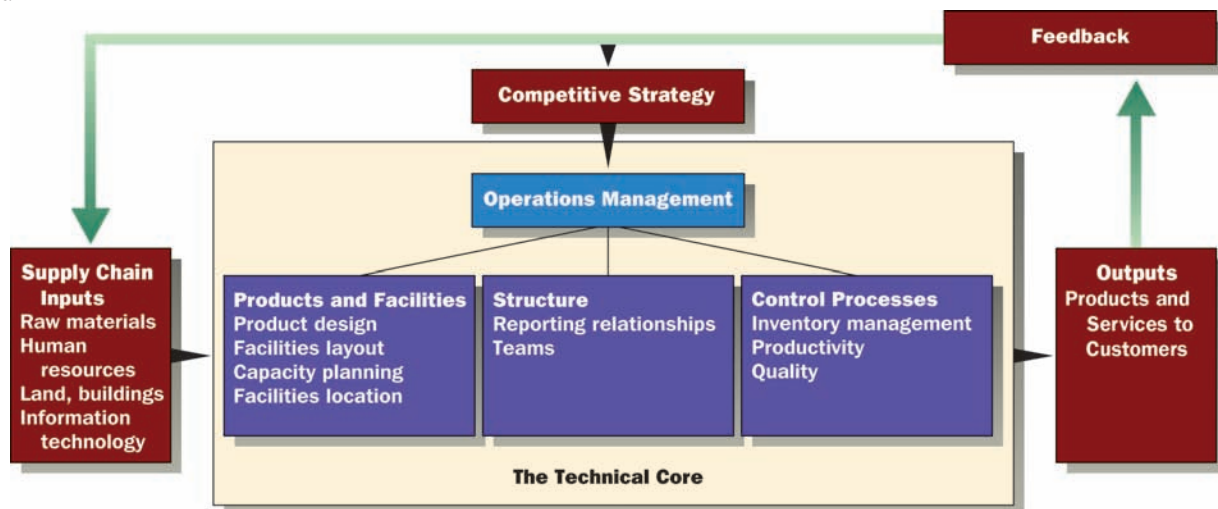 Feedback
Competitive Strategy
Operations Management
Supply Chain
Inputs
Raw materials
Human
resources
Land, buildings
Information
technology
Products and Facilities
Product design
Facilities layout
Capacity planning
Facilities location
Structure
Reporting relationships
Teams
Control Processes
Inventory management
Productivity
Quality
Outputs
Products and
Services to
Customers
The Technical Core